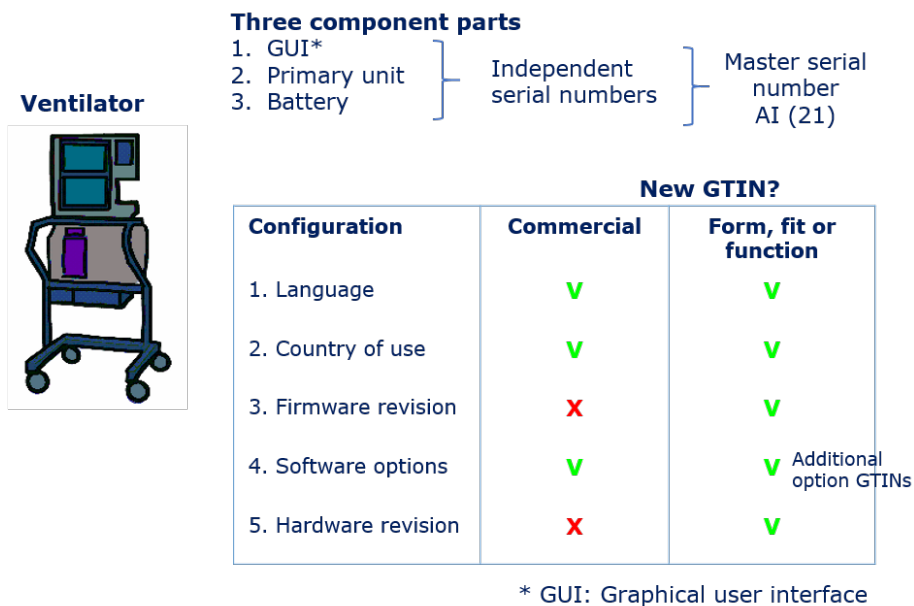 Three component parts
1. GUI*
2. Primary unit
3. Battery
Independent
serial numbers
Master serial
number
AI (21)
Ventilator
New GTIN?
Configuration Commercial Form, fit or
function
1. Language V V
2. Country of use V V
3. Firmware revision X V
4. Software options V V Additional
option GTINs
5. Hardware revision X V
* GUI: Graphical user interface